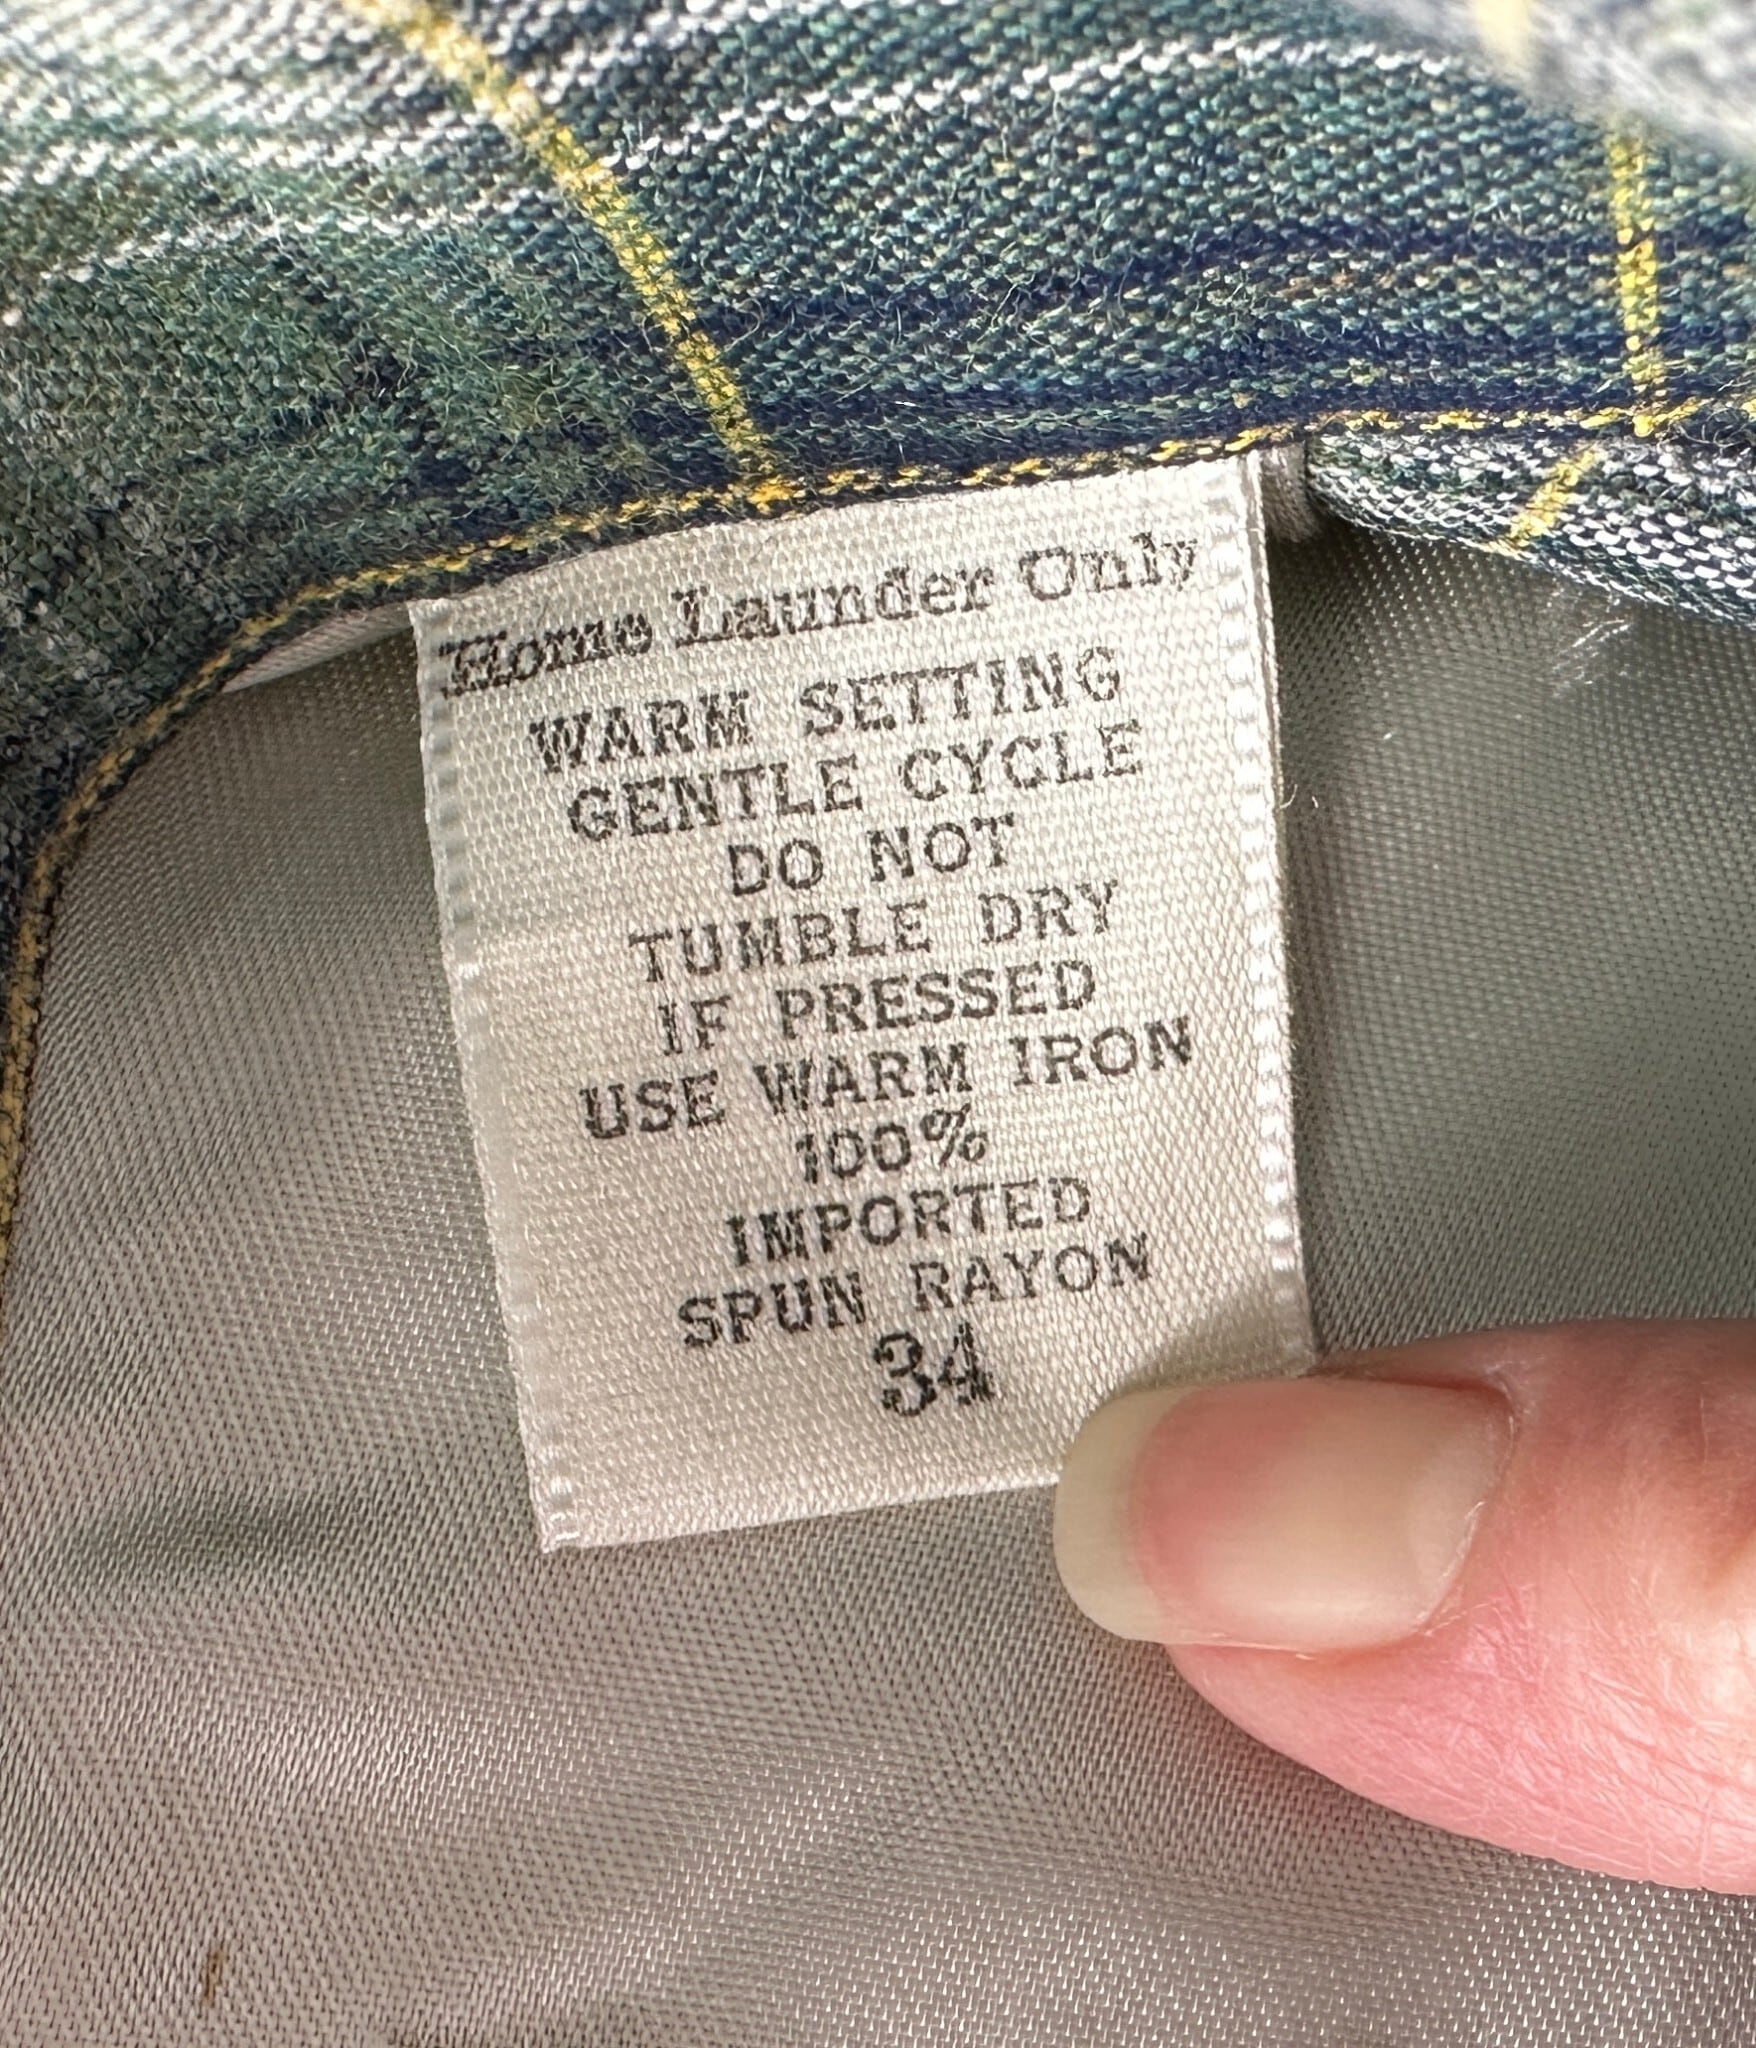 Home Launder Only
WARM SETTING
GENTLE CYCLE
DO NOT
TUMBLE DRY
IF PRESSED
USE WARM IRON
100%
IMPORTED
SPUN RAYON
34